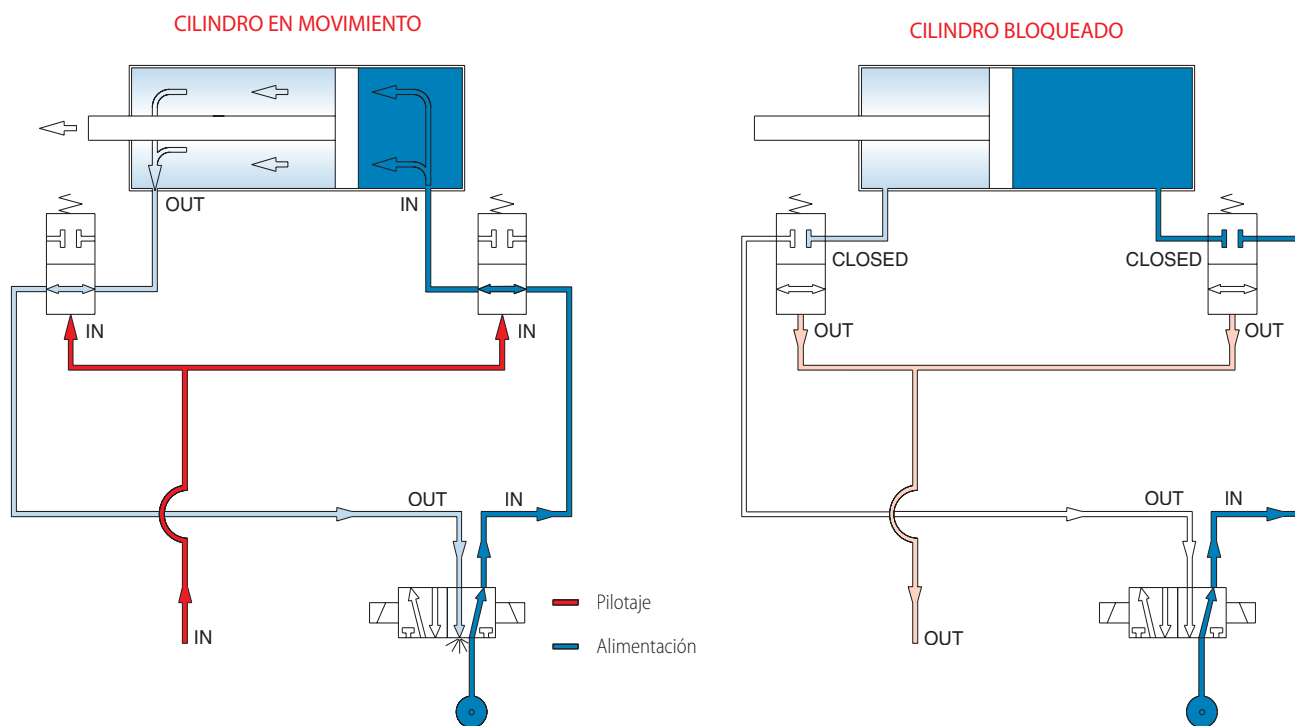 CILINDRO EN MOVIMIENTO
OUT
IN
IN
IN
OUT
IN
IN
Pilotaje
Alimentación
CILINDRO BLOQUEADO
CLOSED
CLOSED
OUT
OUT
OUT
IN
OUT